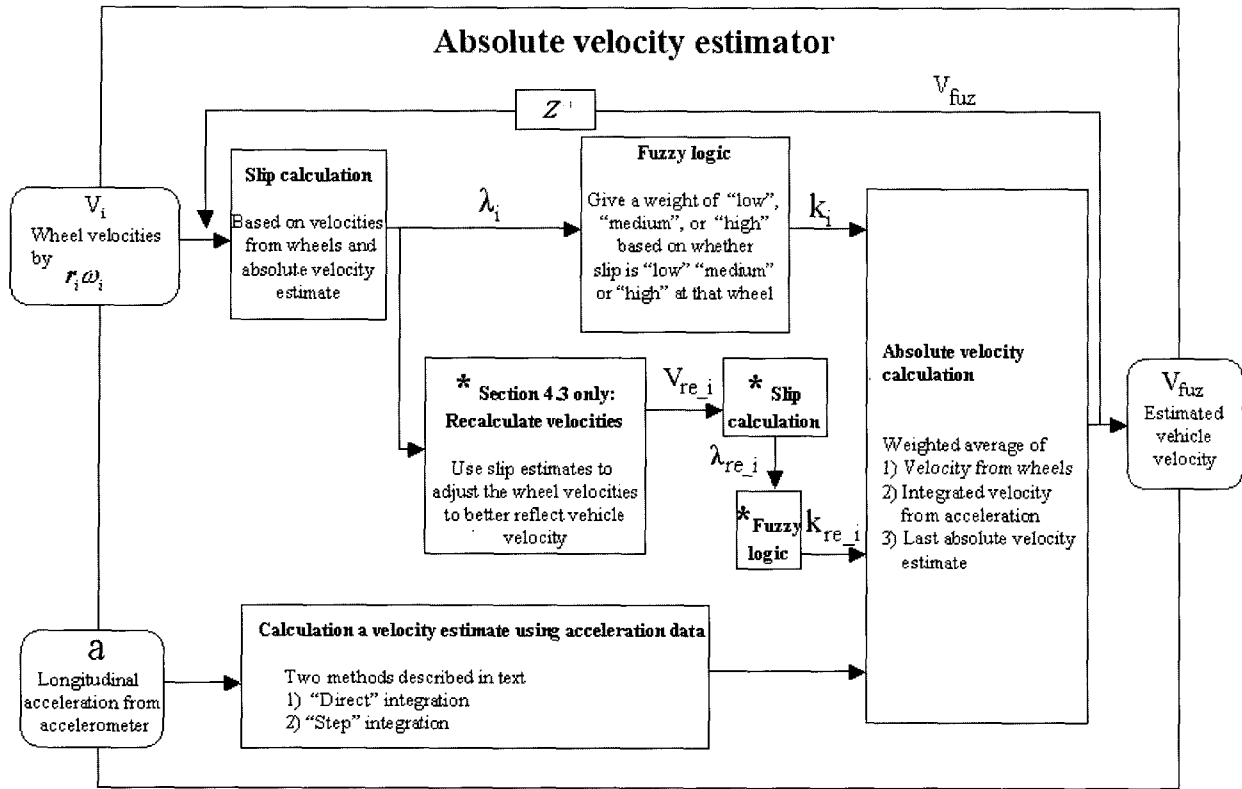 Absolute velocity estimator
V_fuz
Z
Slip calculation
Based on velocities
from wheels and
absolute velocity
estimate
λ_i
Fuzzy logic
Give a weight of “low”,
“medium”, or “high”
based on whether
slip is “low” “medium”
or “high” at that wheel
k_i
V_i
Wheel velocities
by
r_i ω_i
* Section 4.3 only:
Recalculate velocities
Use slip estimates to
adjust the wheel velocities
to better reflect vehicle
velocity
V_re_i
* Slip
calculation
λ_re_i
* Fuzzy
logic
k_re_i
Absolute velocity
calculation
Weighted average of
1) Velocity from wheels
2) Integrated velocity
from acceleration
3) Last absolute velocity
estimate
V_fuz
Estimated
vehicle
velocity
a
Longitudinal
acceleration from
accelerometer
Calculation a velocity estimate using acceleration data
Two methods described in text
1) “Direct” integration
2) “Step” integration